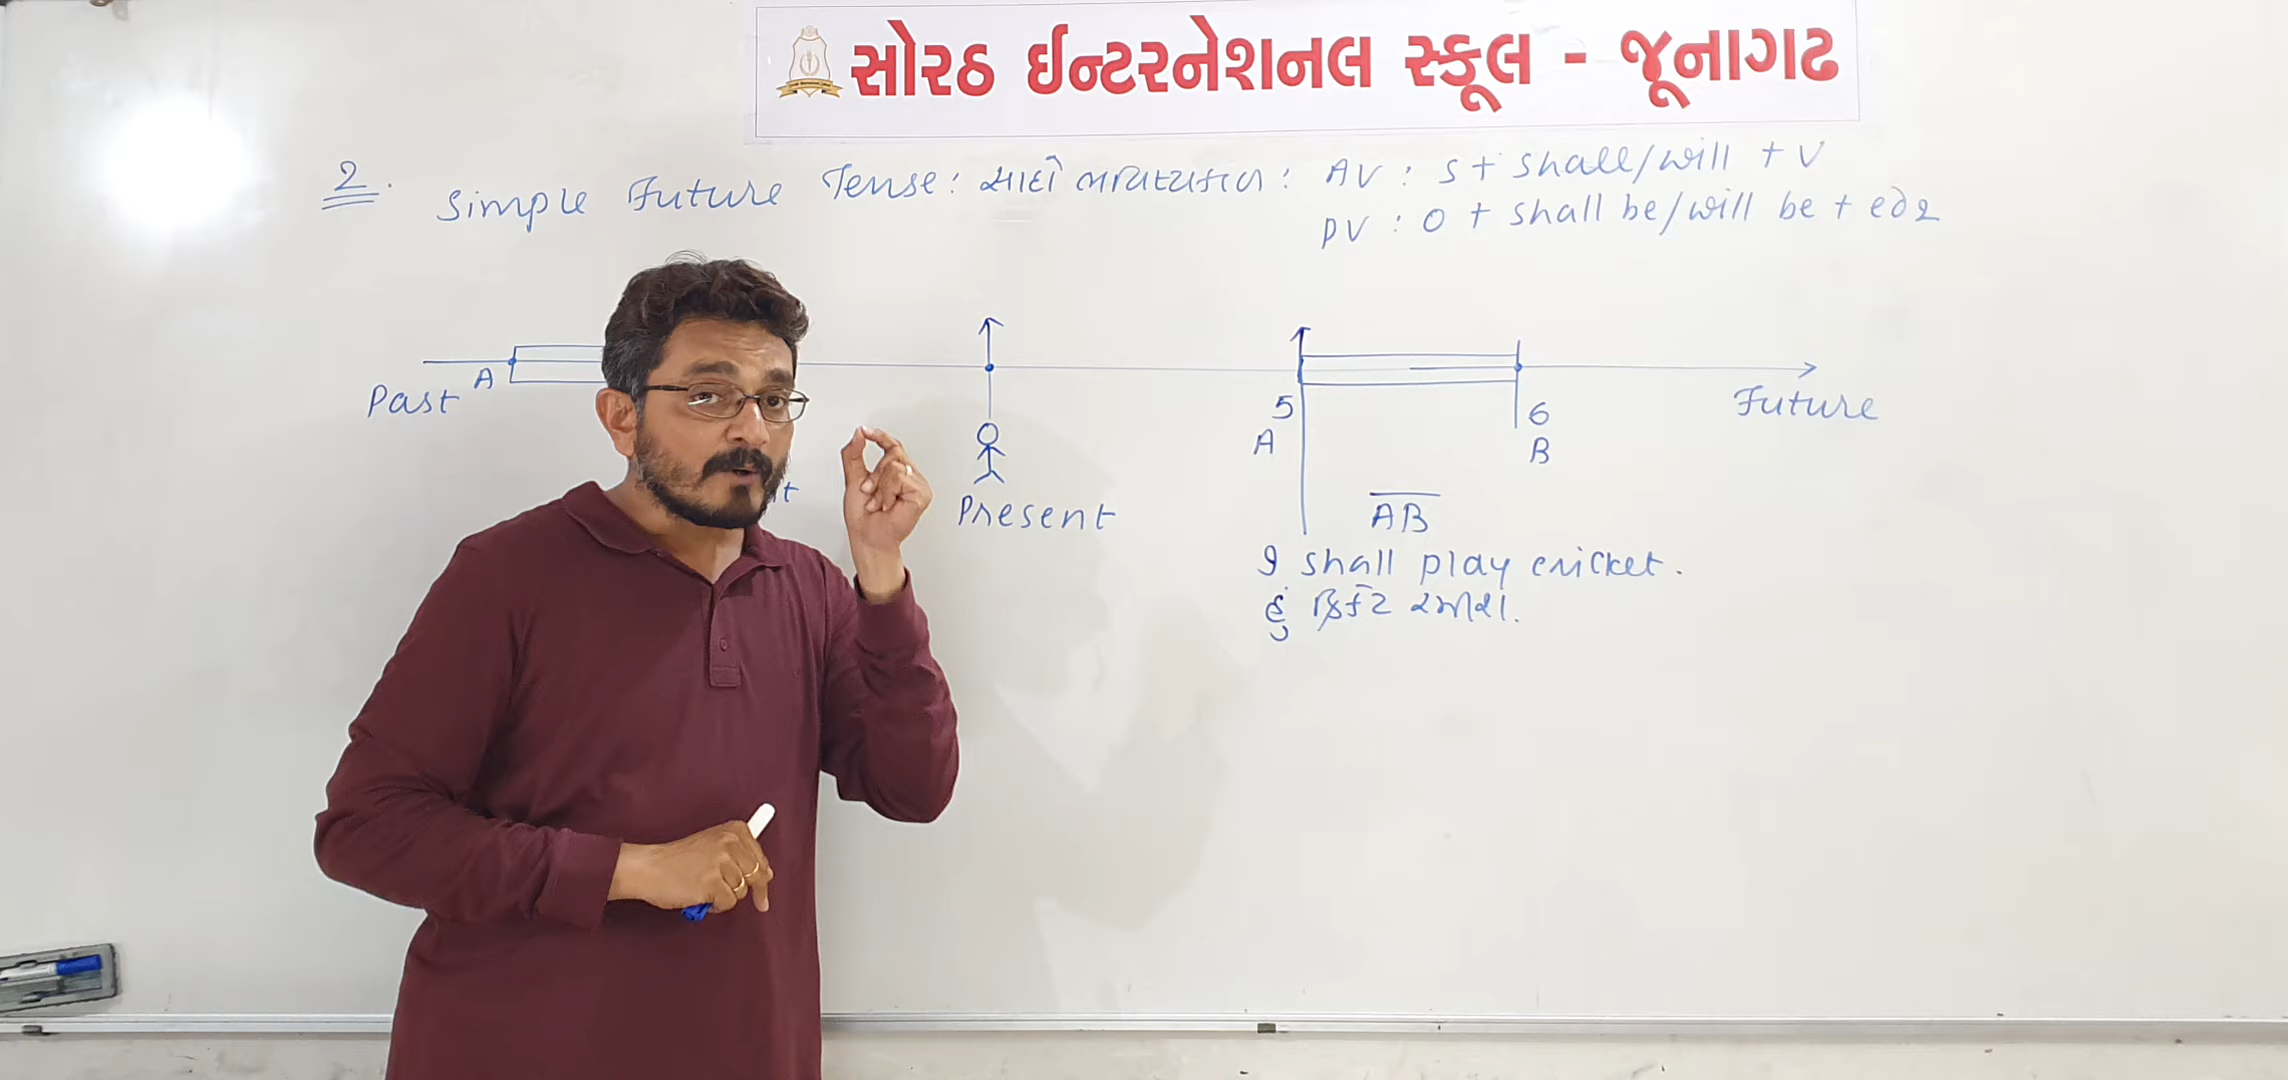 સોરઠ ઈન્ટરનેશનલ સ્કૂલ - જૂનાગઢ
2. Simple Future Tense: સાદો ભવિષ્યકાળ: AV: S + shall/will + V
PV: O + shall be/will be + ed2
Past A
5 6 Future
A B
Present
AB
I shall play cricket.
હું ક્રિકેટ રમીશ.